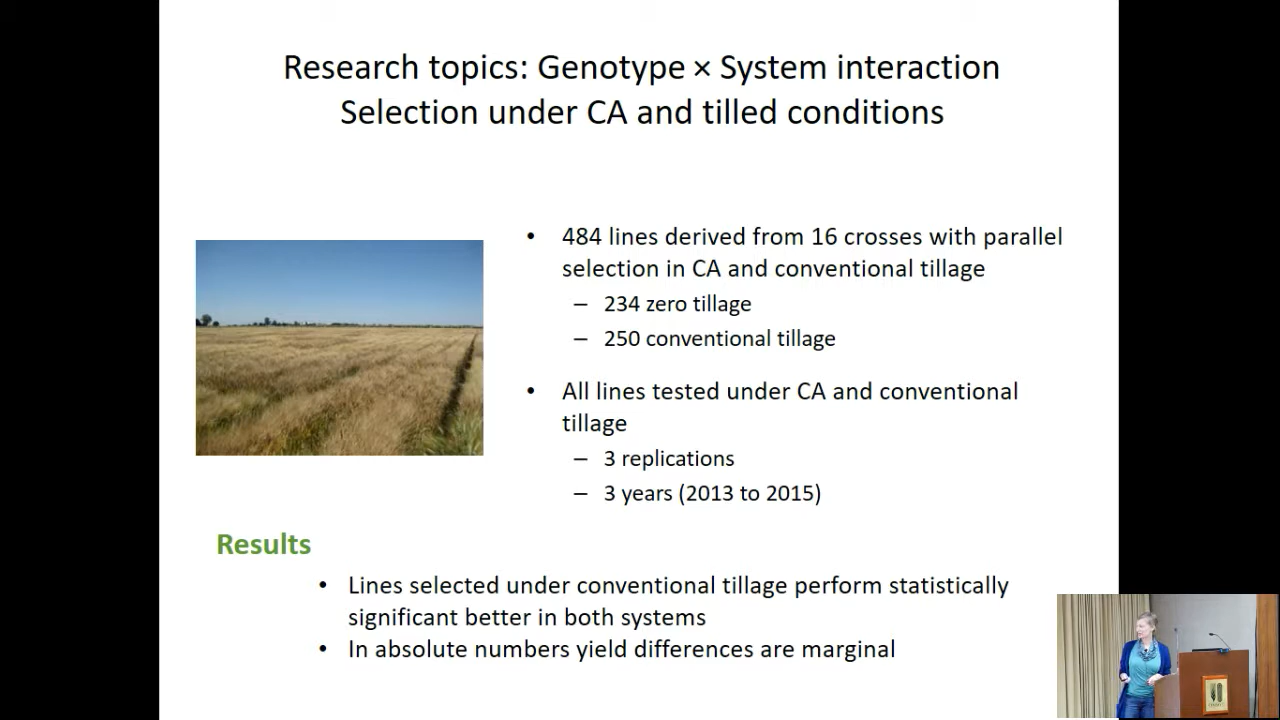 Research topics: Genotype × System interaction
Selection under CA and tilled conditions
• 484 lines derived from 16 crosses with parallel
selection in CA and conventional tillage
– 234 zero tillage
– 250 conventional tillage
• All lines tested under CA and conventional
tillage
– 3 replications
– 3 years (2013 to 2015)
Results
• Lines selected under conventional tillage perform statistically
significant better in both systems
• In absolute numbers yield differences are marginal